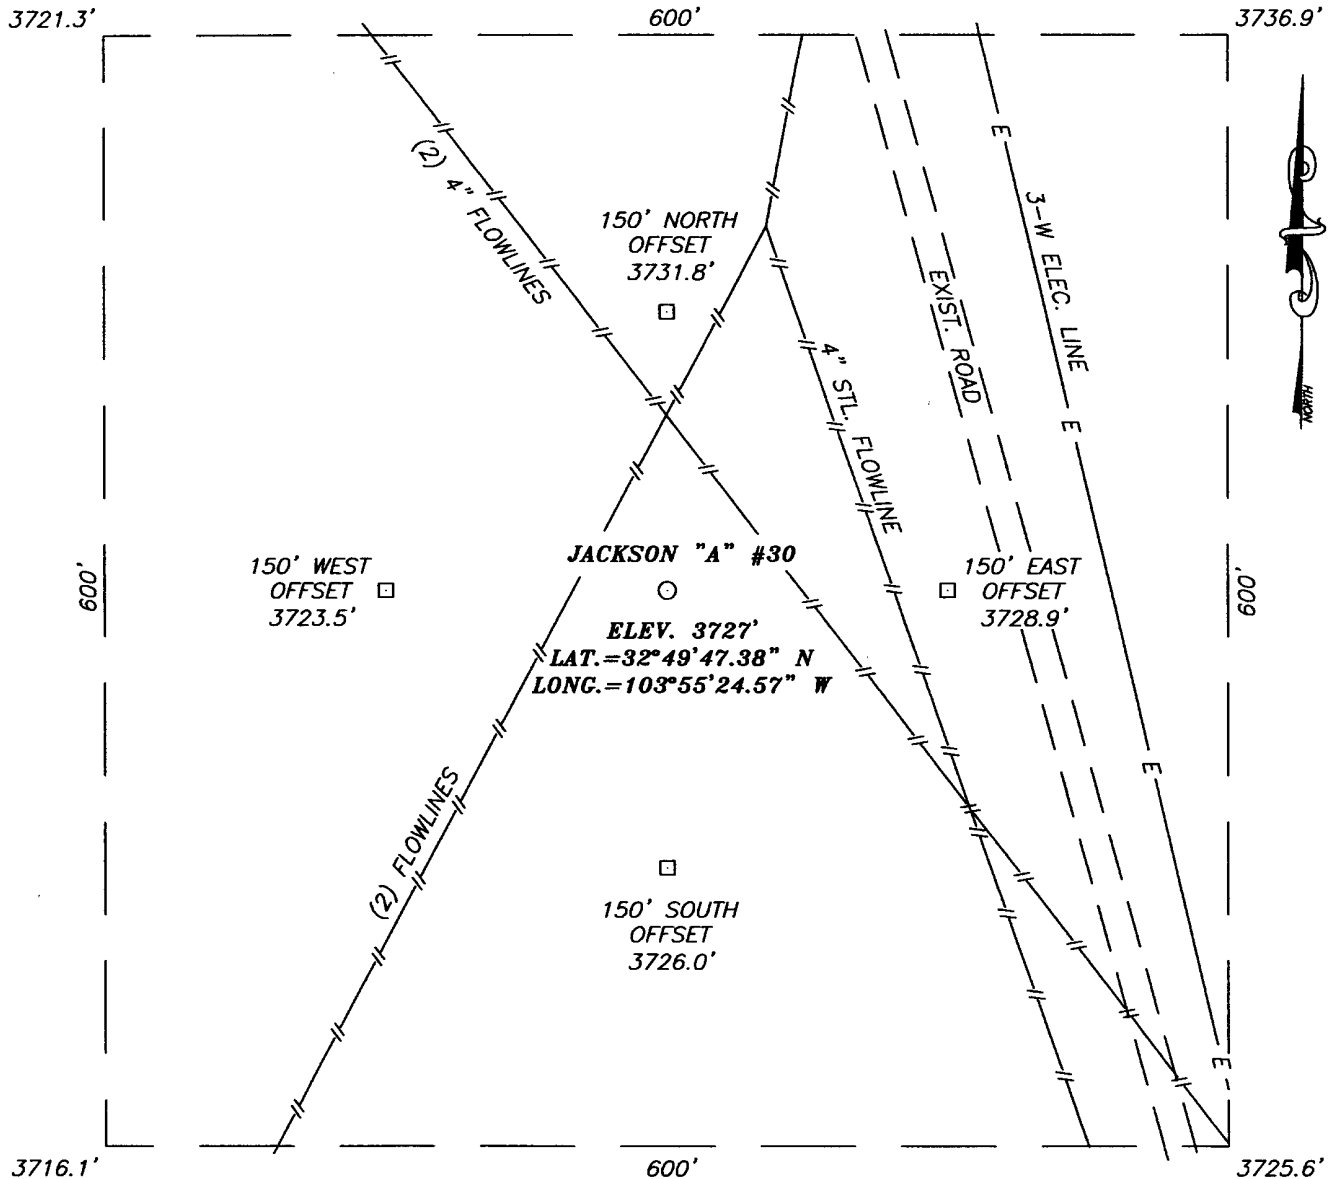 3721.3'
600'
3736.9'
(2) 4" FLOWLINES
150' NORTH
OFFSET
3731.8'
3-W ELEC. LINE
E
EXIST. ROAD
4" STL. FLOWLINE
E
NORTH
600'
150' WEST
OFFSET
3723.5'
JACKSON "A" #30
ELEV. 3727'
LAT.=32°49'47.38" N
LONG.=103°55'24.57" W
150' EAST
OFFSET
3728.9'
600'
E
(2) FLOWLINES
150' SOUTH
OFFSET
3726.0'
E
3716.1'
600'
3725.6'